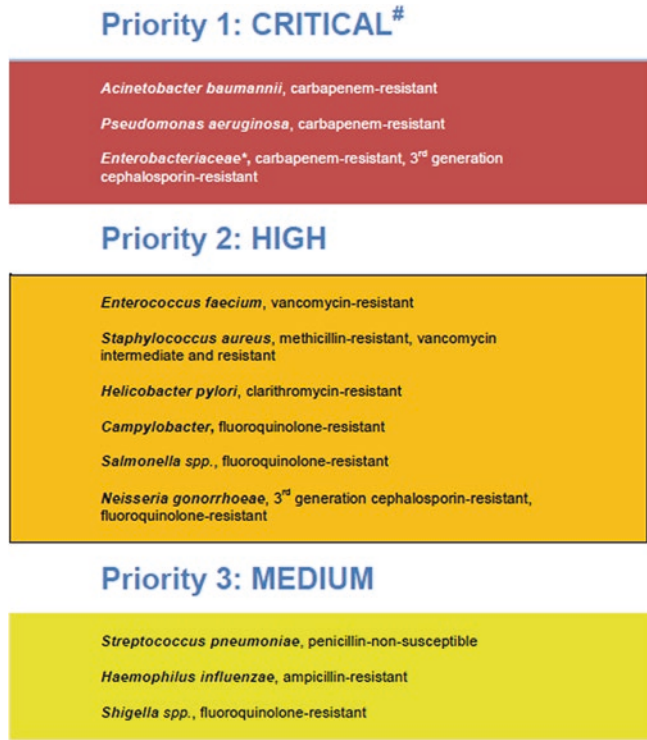 Priority 1: CRITICAL#
Acinetobacter baumannii, carbapenem-resistant
Pseudomonas aeruginosa, carbapenem-resistant
Enterobacteriaceae*, carbapenem-resistant, 3rd generation
cephalosporin-resistant
Priority 2: HIGH
Enterococcus faecium, vancomycin-resistant
Staphylococcus aureus, methicillin-resistant, vancomycin
intermediate and resistant
Helicobacter pylori, clarithromycin-resistant
Campylobacter, fluoroquinolone-resistant
Salmonella spp., fluoroquinolone-resistant
Neisseria gonorrhoeae, 3rd generation cephalosporin-resistant,
fluoroquinolone-resistant
Priority 3: MEDIUM
Streptococcus pneumoniae, penicillin-non-susceptible
Haemophilus influenzae, ampicillin-resistant
Shigella spp., fluoroquinolone-resistant